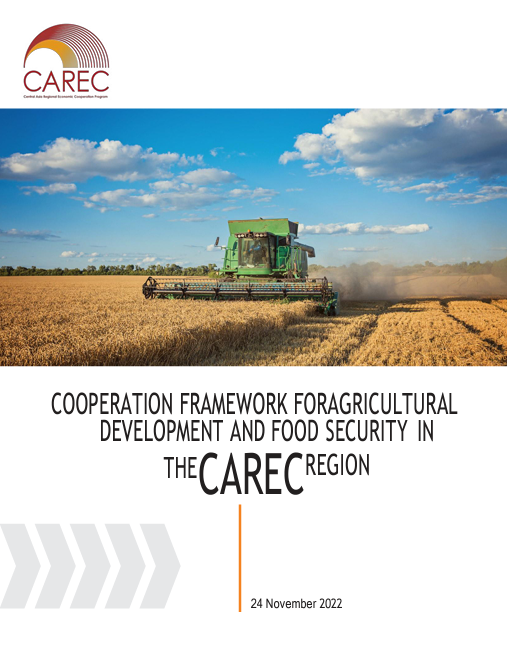 CAREC
Central Asia Regional Economic Cooperation Program
COOPERATION FRAMEWORK FORAGRICULTURAL
DEVELOPMENT AND FOOD SECURITY IN
THECARECREGION
24 November 2022